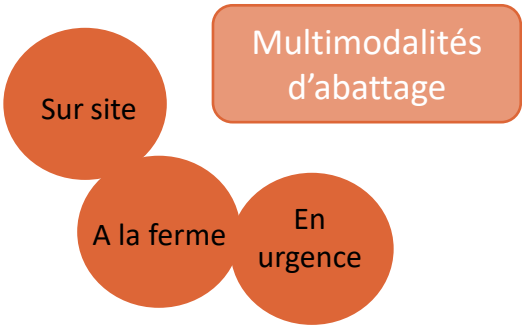 Multimodalités
d’abattage
Sur site
A la ferme
En
urgence